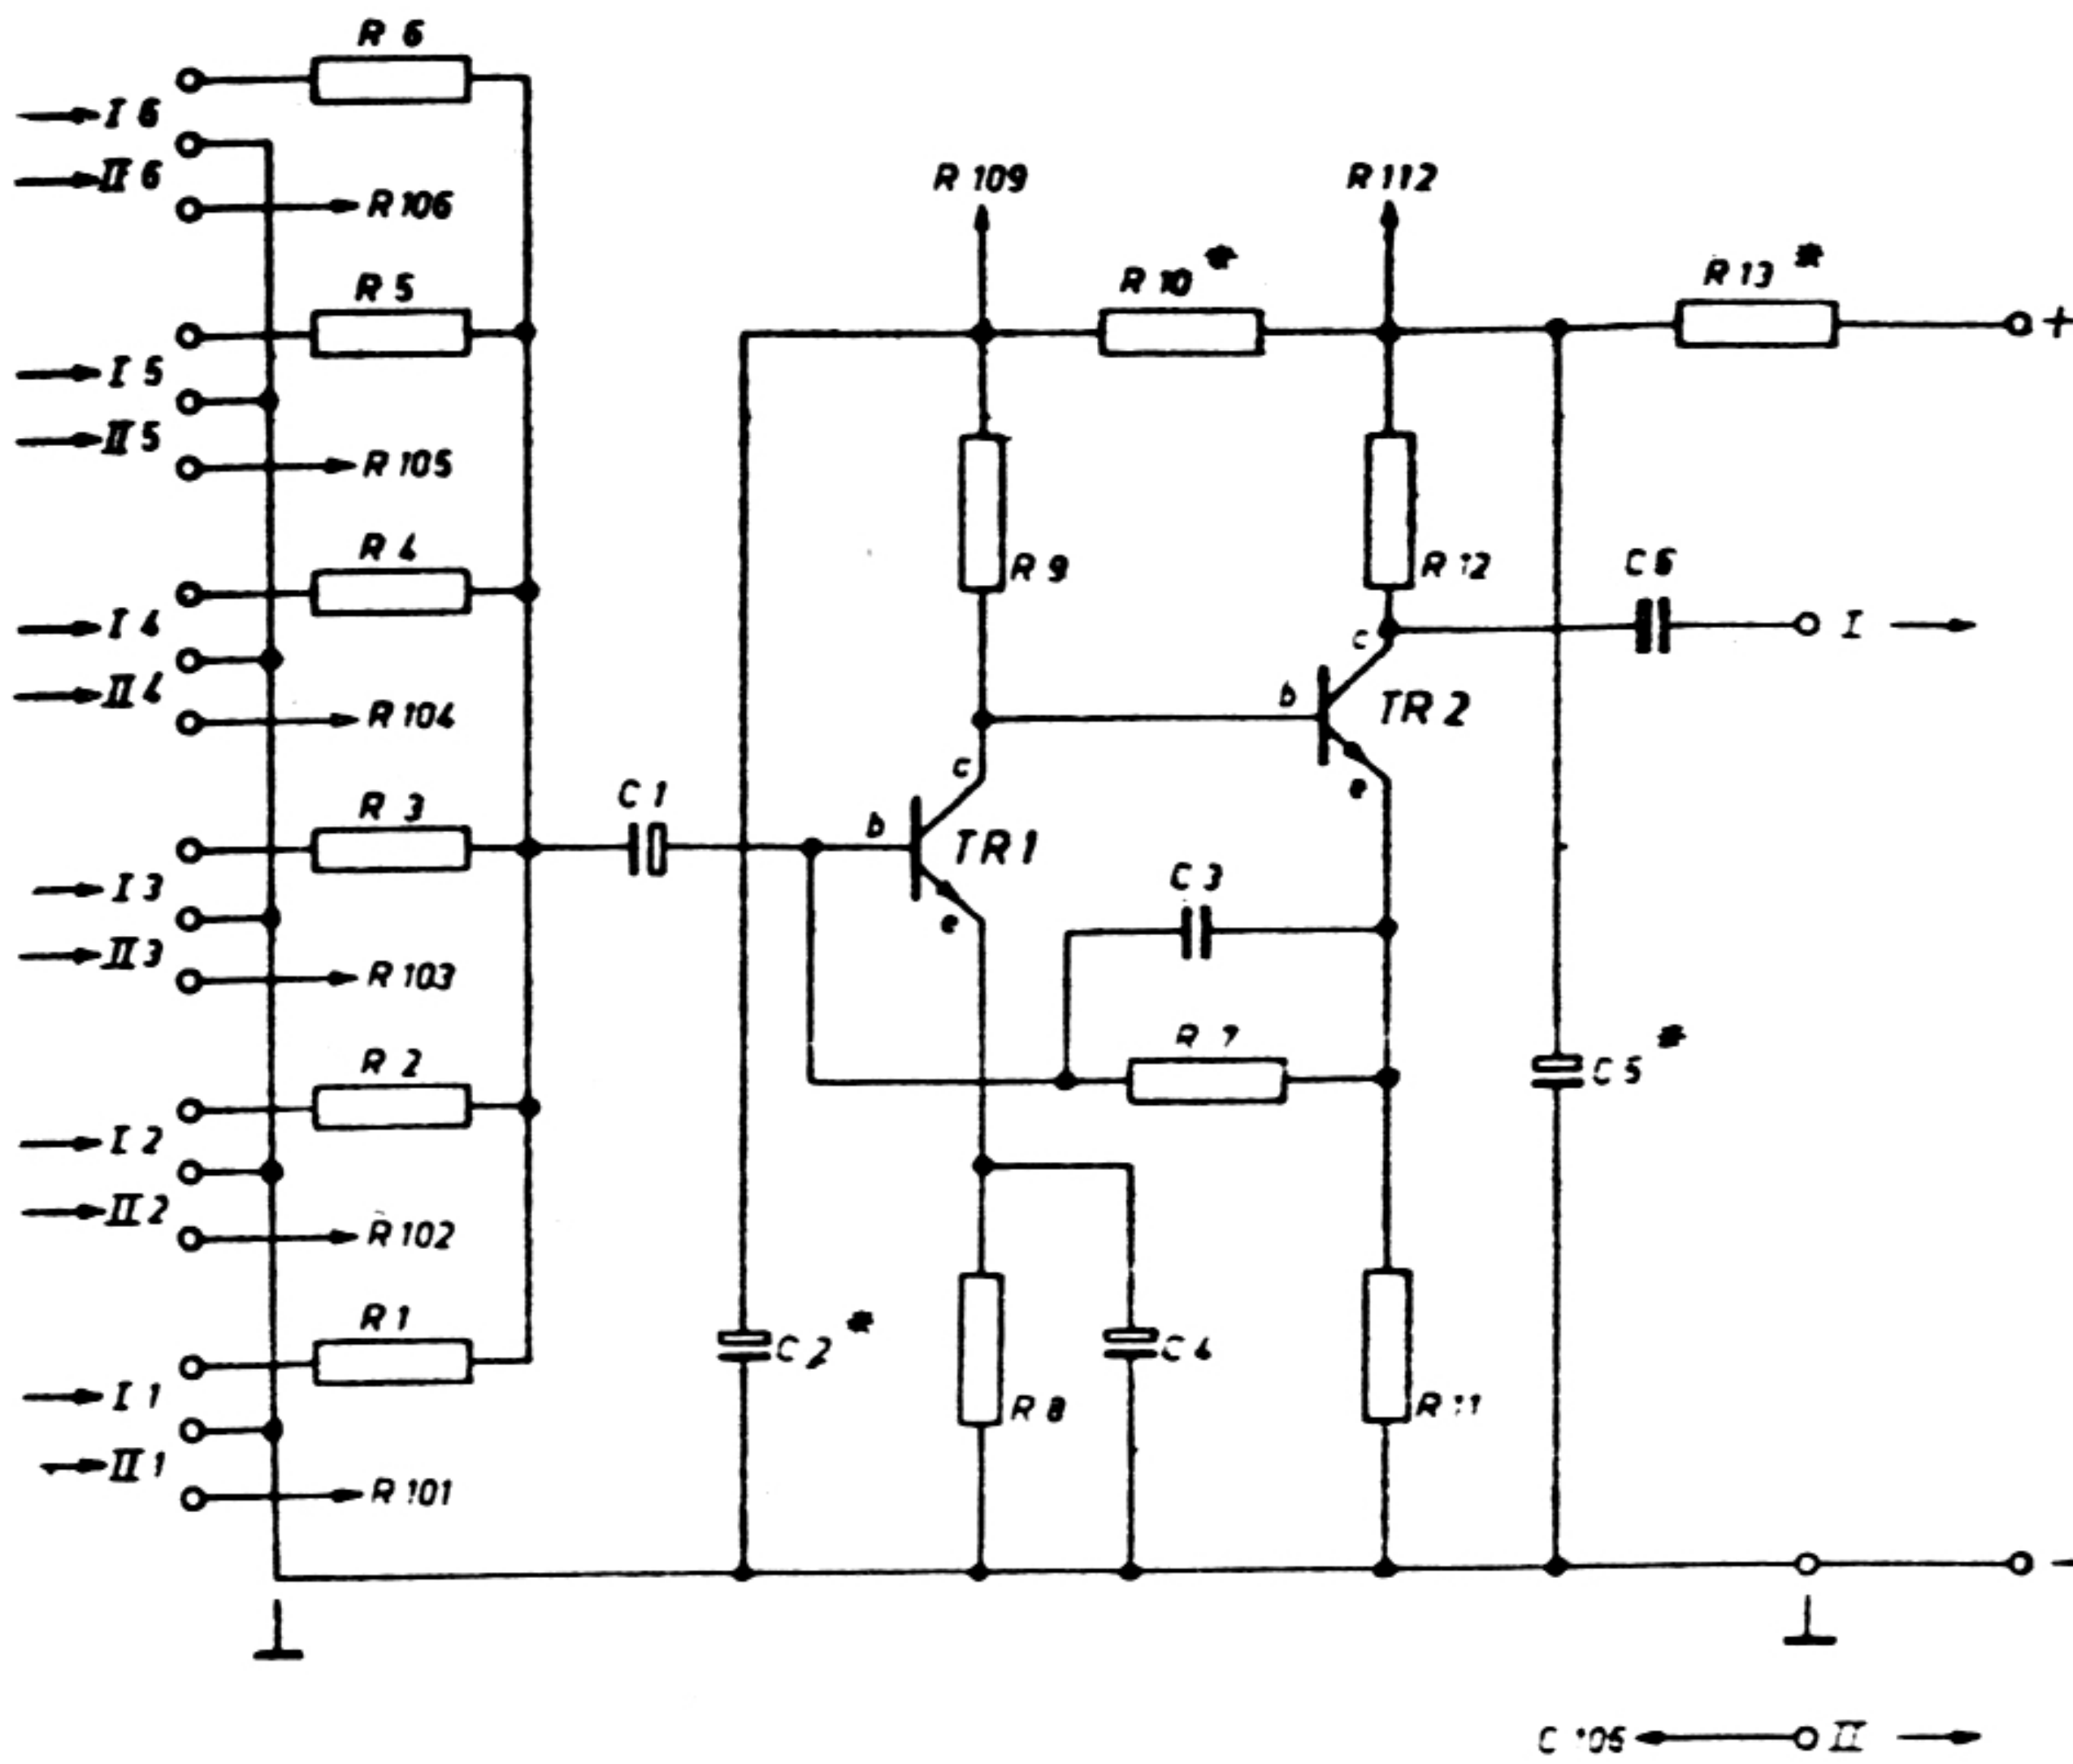 R 6
I 6
II 6
R 106
R 109
R 112
R 10 *
R 13 *
+
R 5
I 5
II 5
R 105
R 4
I 4
II 4
R 104
R 9
R 12
C 6
I
c
b
TR 2
e
R 3
I 3
II 3
R 103
C 1
c
b
TR 1
e
C 3
R 2
I 2
II 2
R 102
R 7
C 5 *
R 1
I 1
II 1
R 101
C 2 *
R 8
C 4
R 11
-
C 106
II